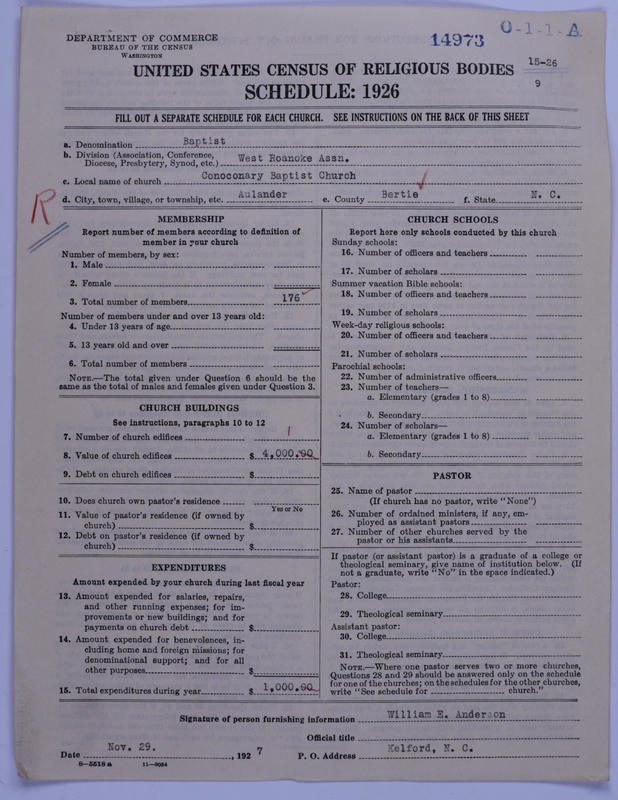 DEPARTMENT OF COMMERCE
BUREAU OF THE CENSUS
WASHINGTON
14973
O-1-1-A
15-26
9
UNITED STATES CENSUS OF RELIGIOUS BODIES
SCHEDULE: 1926
FILL OUT A SEPARATE SCHEDULE FOR EACH CHURCH. SEE INSTRUCTIONS ON THE BACK OF THIS SHEET
a. Denomination Baptist
b. Division (Association, Conference, Diocese, Presbytery, Synod, etc.) West Roanoke Assn.
c. Local name of church Conoconary Baptist Church
d. City, town, village, or township, etc. Aulander e. County Bertie f. State N. C.
R
MEMBERSHIP
Report number of members according to definition of
member in your church
Number of members, by sex:
1. Male
2. Female
3. Total number of members 176
Number of members under and over 13 years old:
4. Under 13 years of age
5. 13 years old and over
6. Total number of members
NOTE.—The total given under Question 6 should be the
same as the total of males and females given under Question 3.
CHURCH BUILDINGS
See instructions, paragraphs 10 to 12
7. Number of church edifices 1
8. Value of church edifices $ 4,000.00
9. Debt on church edifices $
10. Does church own pastor's residence
Yes or No
11. Value of pastor's residence (if owned by
church) $
12. Debt on pastor's residence (if owned by
church) $
EXPENDITURES
Amount expended by your church during last fiscal year
13. Amount expended for salaries, repairs,
and other running expenses; for im-
provements or new buildings; and for
payments on church debt $
14. Amount expended for benevolences, in-
cluding home and foreign missions; for
denominational support; and for all
other purposes $
15. Total expenditures during year $ 1,000.00
CHURCH SCHOOLS
Report here only schools conducted by this church
Sunday schools:
16. Number of officers and teachers
17. Number of scholars
Summer vacation Bible schools:
18. Number of officers and teachers
19. Number of scholars
Week-day religious schools:
20. Number of officers and teachers
21. Number of scholars
Parochial schools:
22. Number of administrative officers
23. Number of teachers—
a. Elementary (grades 1 to 8)
b. Secondary
24. Number of scholars—
a. Elementary (grades 1 to 8)
b. Secondary
PASTOR
25. Name of pastor
(If church has no pastor, write "None")
26. Number of ordained ministers, if any, em-
ployed as assistant pastors
27. Number of other churches served by the
pastor or his assistants
If pastor (or assistant pastor) is a graduate of a college or
theological seminary, give name of institution below. (If
not a graduate, write "No" in the space indicated.)
Pastor:
28. College
29. Theological seminary
Assistant pastor:
30. College
31. Theological seminary
NOTE.—Where one pastor serves two or more churches,
Questions 28 and 29 should be answered only on the schedule
for one of the churches; on the schedules for the other churches,
write "See schedule for church."
Signature of person furnishing information William E. Anderson
Official title
Date Nov. 29. , 1927 P. O. Address Kelford, N. C.
8-5518 a 11-9034